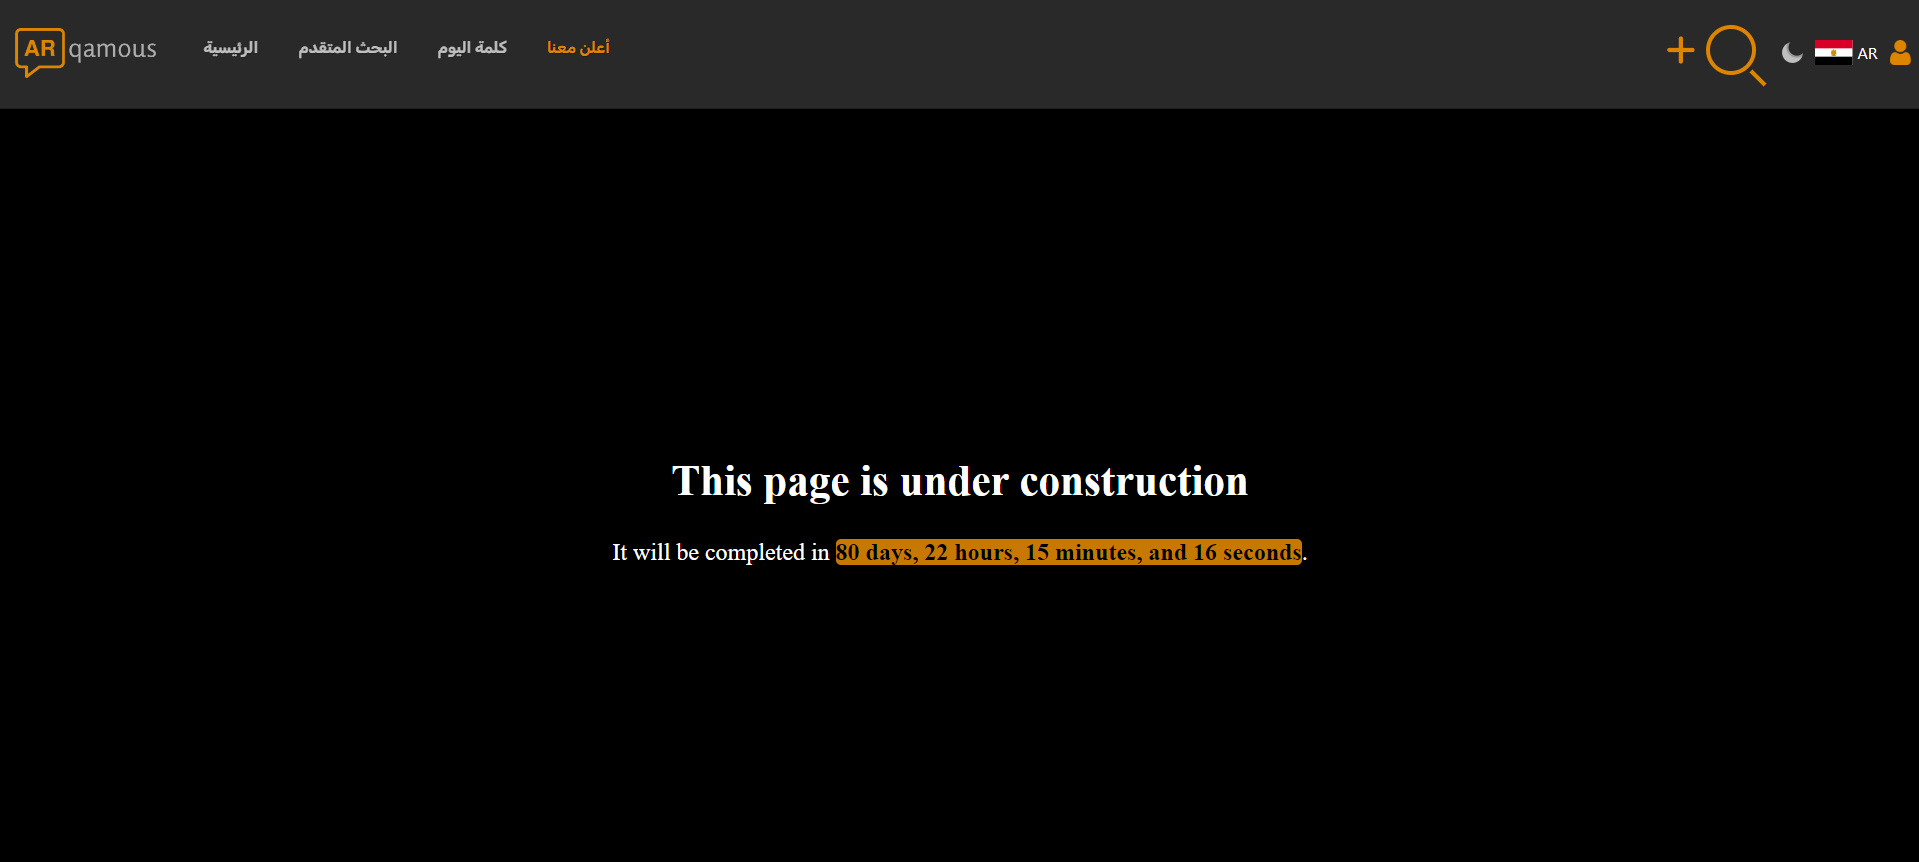 AR qamous
الرئيسية
البحث المتقدم
كلمة اليوم
أعلن معنا
AR
This page is under construction
It will be completed in 80 days, 22 hours, 15 minutes, and 16 seconds.